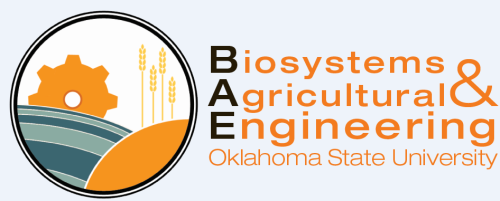 Biosystems &
Agricultural
Engineering
Oklahoma State University